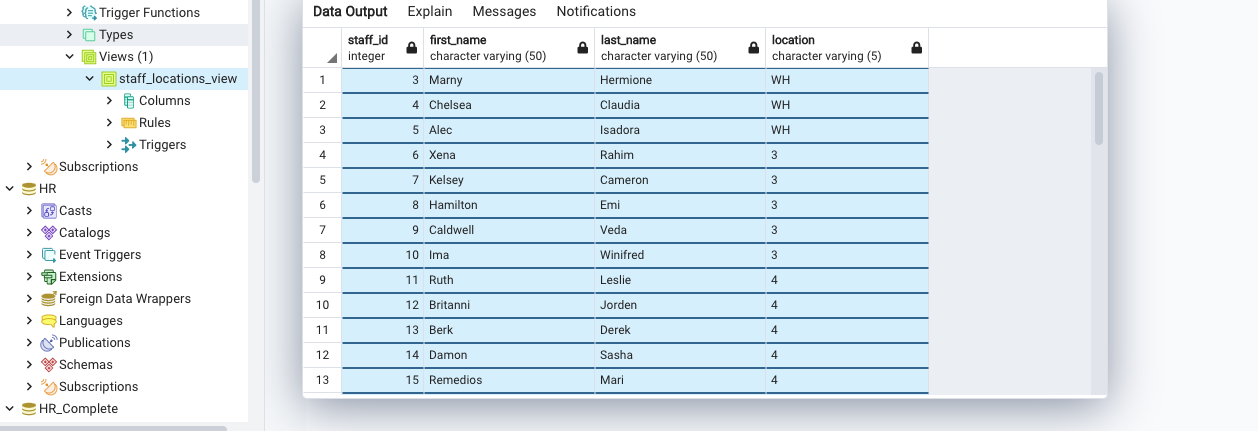 Trigger Functions
Types
Views (1)
staff_locations_view
Columns
Rules
Triggers
Subscriptions
HR
Casts
Catalogs
Event Triggers
Extensions
Foreign Data Wrappers
Languages
Publications
Schemas
Subscriptions
HR_Complete
Data Output Explain Messages Notifications
staff_id first_name last_name location
integer character varying (50) character varying (50) character varying (5)
1 3 Marny Hermione WH
2 4 Chelsea Claudia WH
3 5 Alec Isadora WH
4 6 Xena Rahim 3
5 7 Kelsey Cameron 3
6 8 Hamilton Emi 3
7 9 Caldwell Veda 3
8 10 Ima Winifred 3
9 11 Ruth Leslie 4
10 12 Britanni Jorden 4
11 13 Berk Derek 4
12 14 Damon Sasha 4
13 15 Remedios Mari 4